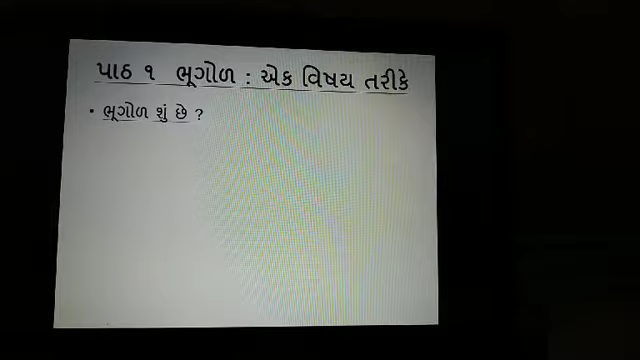 પાઠ ૧ ભૂગોળ : એક વિષય તરીકે
• ભૂગોળ શું છે ?